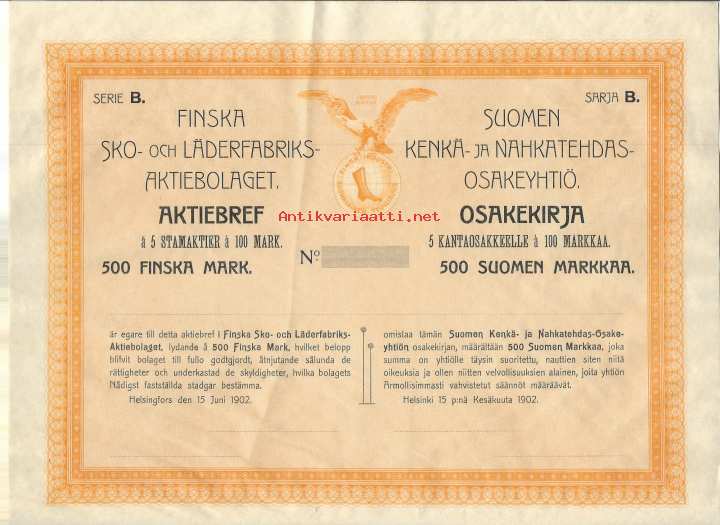 SERIE B.
FINSKA
SKO- OCH LÄDERFABRIKS-
AKTIEBOLAGET.
AKTIEBREF
à 5 STAMAKTIER à 100 MARK.
500 FINSKA MARK.
SARJA B.
SUOMEN
KENKÄ- JA NAHKATEHDAS-
OSAKEYHTIÖ.
OSAKEKIRJA
5 KANTAOSAKKEELLE à 100 MARKKAA.
500 SUOMEN MARKKAA.
Antikvariaatti.net
No
är egare till detta aktiebref i Finska Sko- och Läderfabriks-
Aktiebolaget, lydande å 500 Finska Mark, hvilket belopp
blifvit bolaget till fullo godtgjordt, åtnjutande sålunda de
rättigheter och underkastad de skyldigheter, hvilka bolagets
Nådigst fastställda stadgar bestämma.
Helsingfors den 15 Juni 1902.
omistaa tämän Suomen Kenkä- ja Nahkatehdas-Osake-
yhtiön osakekirjan, määrältään 500 Suomen Markkaa, joka
summa on yhtiölle täysin suoritettu, nauttien siten niitä
oikeuksia ja ollen niitten velvollisuuksien alainen, joita yhtiön
Armollisimmasti vahvistetut säännöt määräävät.
Helsinki 15 p:nä Kesäkuuta 1902.